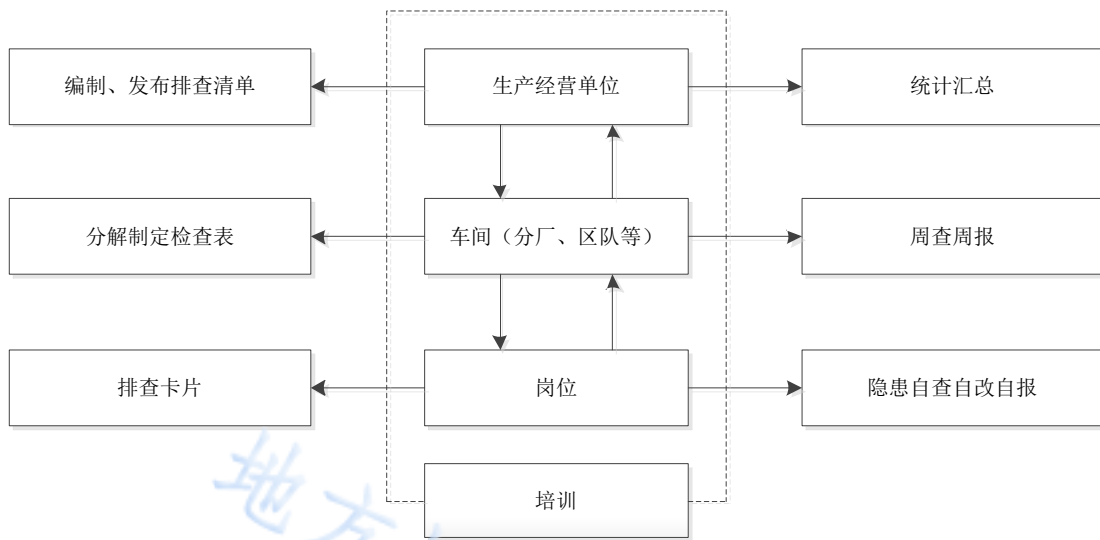 编制、发布排查清单
生产经营单位
统计汇总
分解制定检查表
车间（分厂、区队等）
周查周报
排查卡片
岗位
隐患自查自改自报
培训
地方